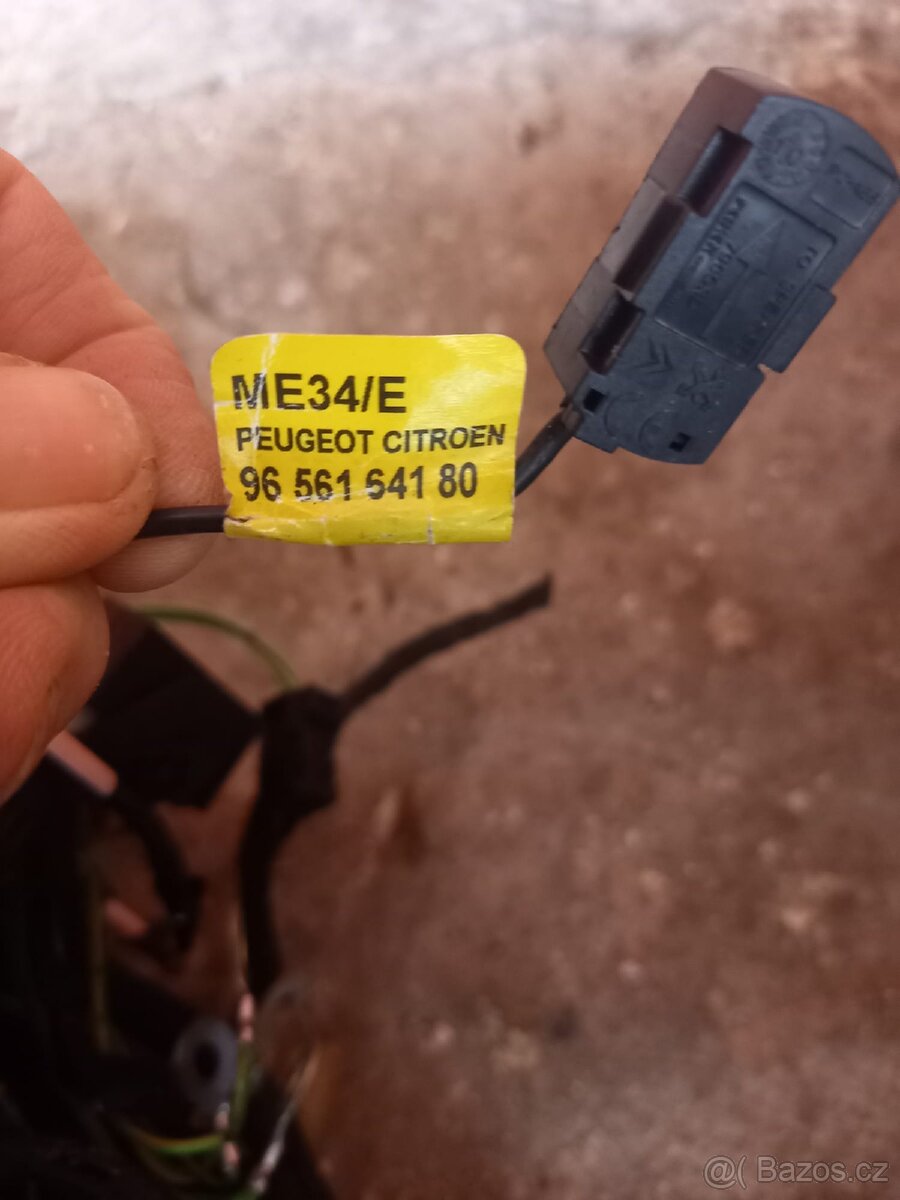 ME34/E
PEUGEOT CITROEN
96 561 641 80
@( Bazos.cz